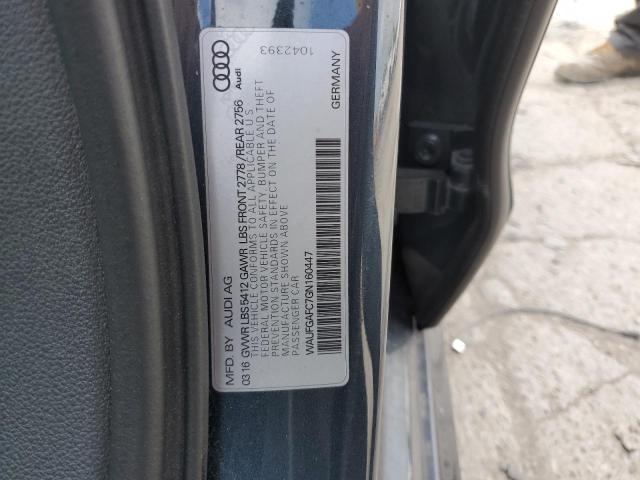 Audi
1042393
MFD. BY AUDI AG
03 16 GVWR LBS 5412 GAWR LBS FRONT 2778 / REAR 2756
THIS VEHICLE CONFORMS TO ALL APPLICABLE U S
FEDERAL MOTOR VEHICLE SAFETY, BUMPER AND THEFT
PREVENTION STANDARDS IN EFFECT ON THE DATE OF
MANUFACTURE SHOWN ABOVE
PASSENGER CAR
WAUFGAFC7GN160447
GERMANY